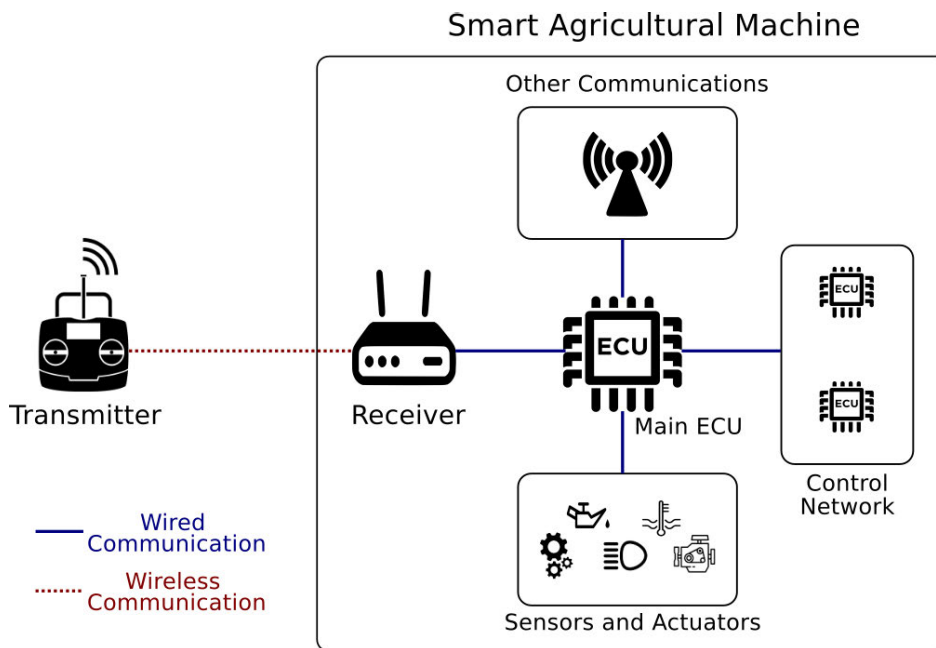 Smart Agricultural Machine
Other Communications
ECU
ECU
ECU
Transmitter
Receiver
Main ECU
Control
Network
Wired
Communication
Wireless
Communication
Sensors and Actuators